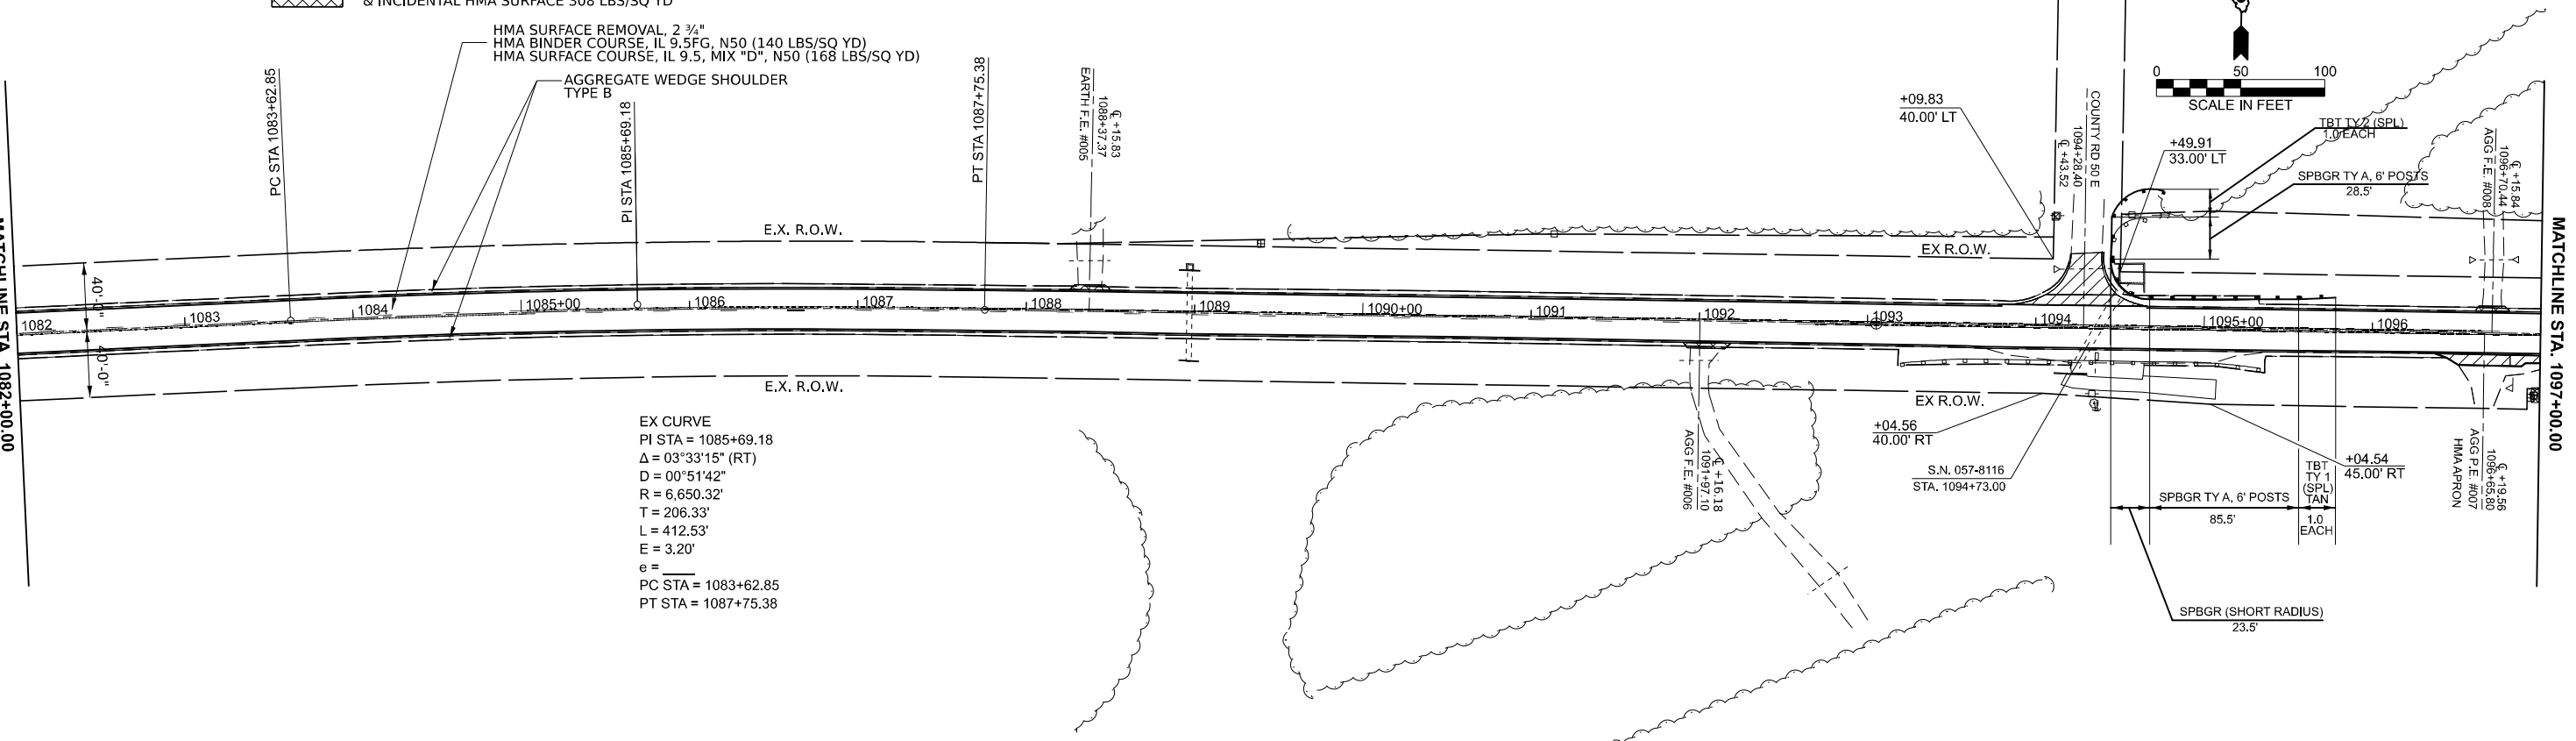 & INCIDENTAL HMA SURFACE 308 LBS/SQ YD
HMA SURFACE REMOVAL, 2 ¾"
HMA BINDER COURSE, IL 9.5FG, N50 (140 LBS/SQ YD)
HMA SURFACE COURSE, IL 9.5, MIX "D", N50 (168 LBS/SQ YD)
AGGREGATE WEDGE SHOULDER
TYPE B
PC STA 1083+62.85
PI STA 1085+69.18
PT STA 1087+75.38
℄ +15.83
1088+37.37
EARTH F.E. #005
+09.83
40.00' LT
COUNTY 5 RD 50 E
1094+28.40
℄ +43.52
0 50 100
SCALE IN FEET
TBT TY 2 (SPL)
1.0 EACH
+49.91
33.00' LT
SPBGR TY A, 6' POSTS
28.5'
℄ +15.84
1096+70.44
AGG F.E. #008
MATCHLINE STA. 1082+00.00
MATCHLINE STA. 1097+00.00
E.X. R.O.W.
EX R.O.W.
40'-0"
40'-0"
1082
1083
1084
1085+00
1086
1087
1088
1089
1090+00
1091
1092
1093
1094
1095+00
1096
E.X. R.O.W.
EX R.O.W.
EX CURVE
PI STA = 1085+69.18
Δ = 03°33'15" (RT)
D = 00°51'42"
R = 6,650.32'
T = 206.33'
L = 412.53'
E = 3.20'
e = ____
PC STA = 1083+62.85
PT STA = 1087+75.38
℄ +16.18
1091+97.10
AGG F.E. #006
+04.56
40.00' RT
S.N. 057-8116
STA. 1094+73.00
SPBGR TY A, 6' POSTS
85.5'
TBT
TY 1
(SPL)
TAN
1.0
EACH
+04.54
45.00' RT
℄ +19.56
1096+65.80
AGG P.E. #007
HMA APRON
SPBGR (SHORT RADIUS)
23.5'